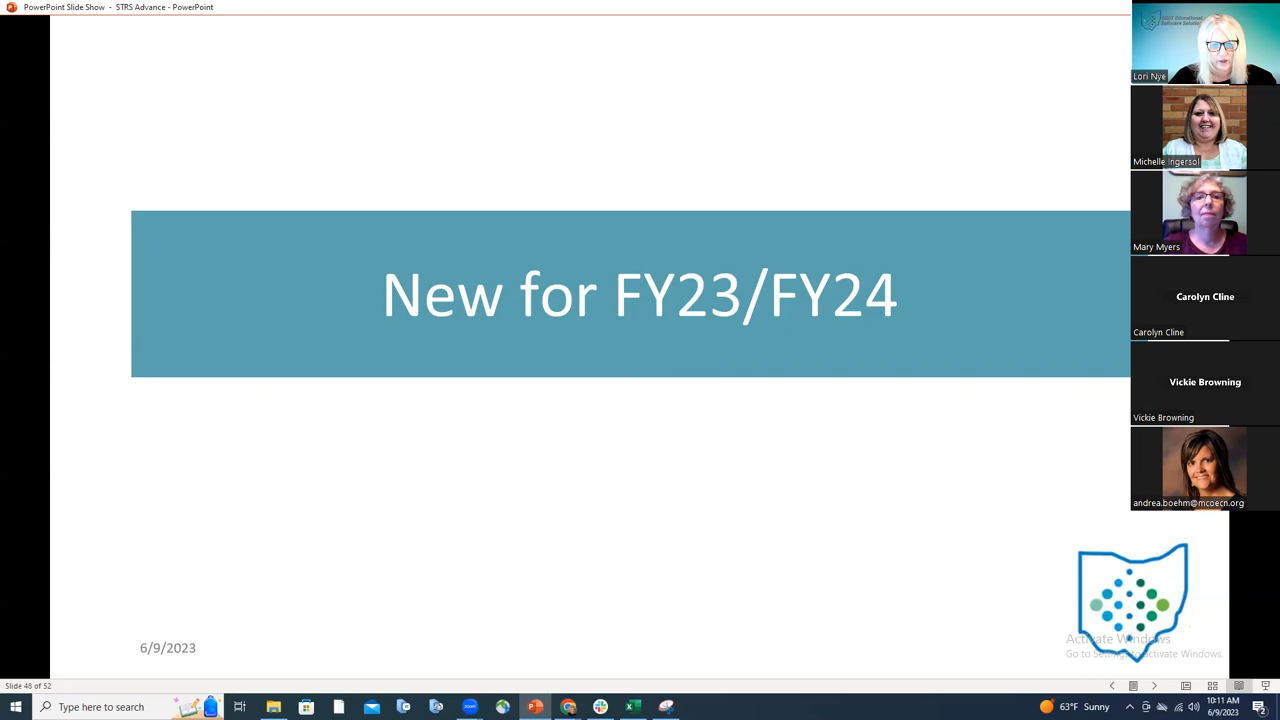 PowerPoint Slide Show - STRS Advance - PowerPoint
New for FY23/FY24
6/9/2023
Activate Windows
Go to Settings to activate Windows.
Slide 48 of 52
Lori Nye
Michelle Ingersol
Mary Myers
Carolyn Cline
Carolyn Cline
Vickie Browning
Vickie Browning
andrea.boehm@mcoecn.org
Type here to search
zoom
63°F Sunny
10:11 AM
6/9/2023
2